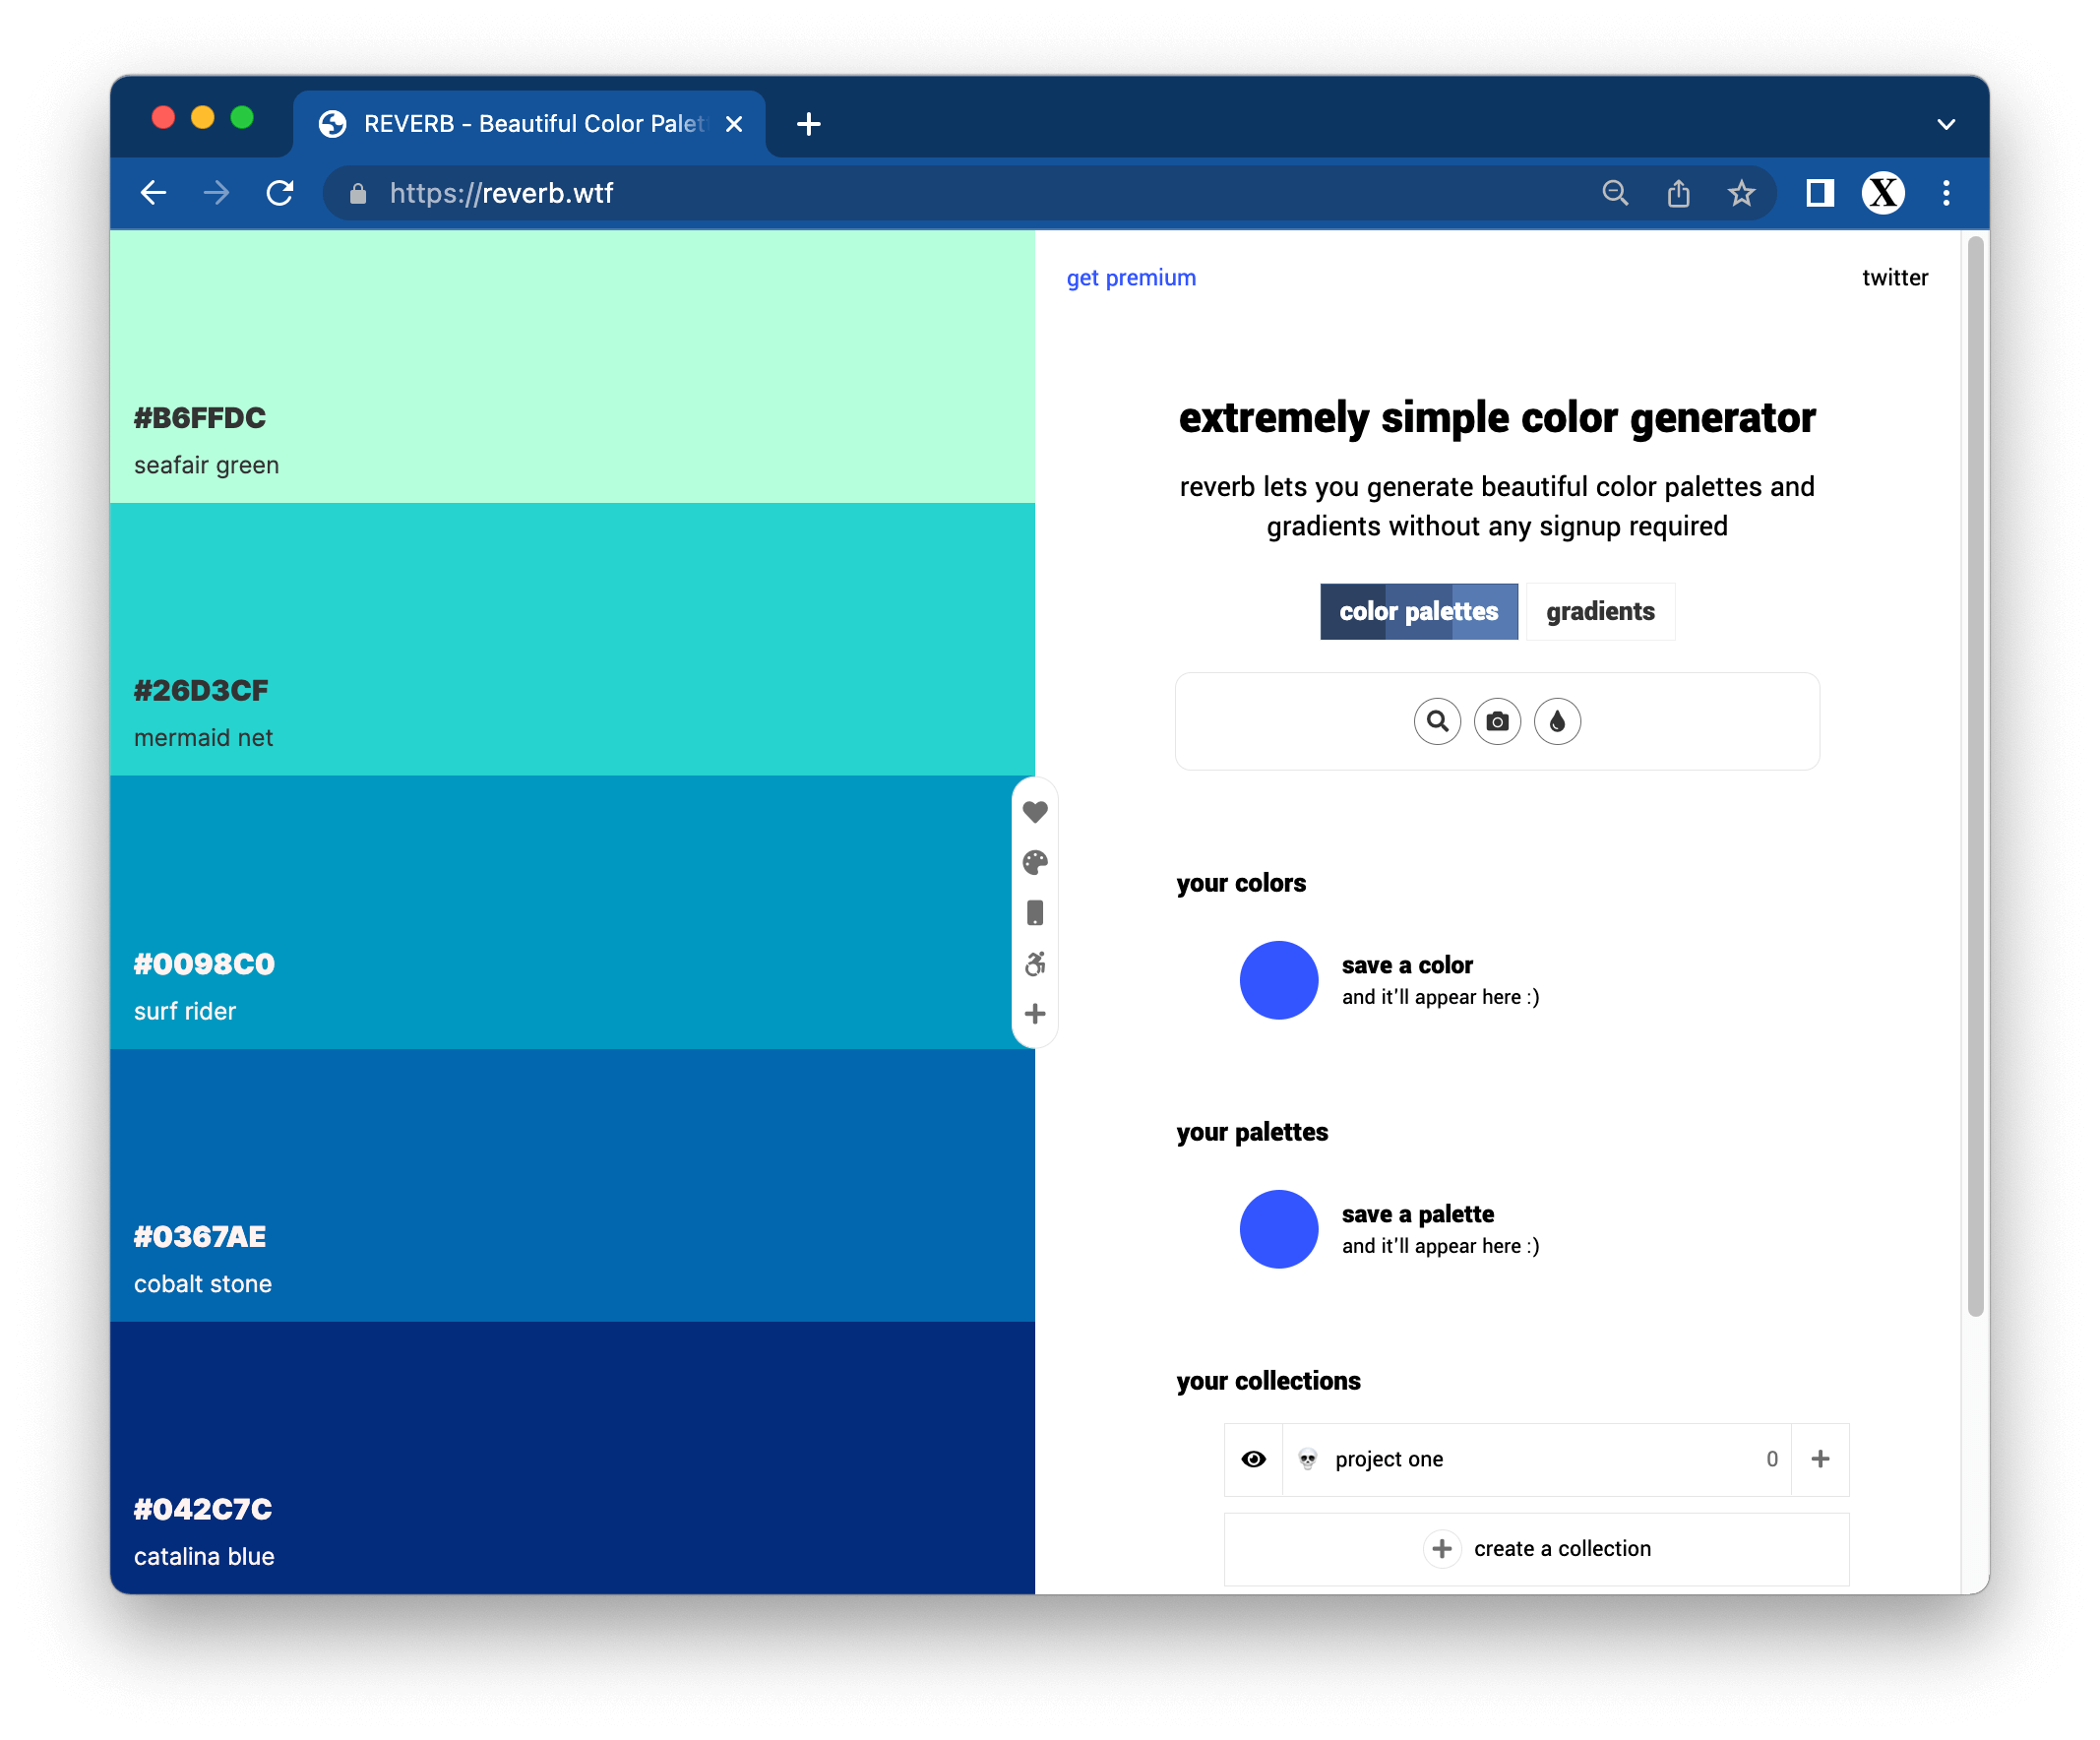 REVERB - Beautiful Color Palet
https://reverb.wtf
X
#B6FFDC
seafair green
#26D3CF
mermaid net
#0098C0
surf rider
#0367AE
cobalt stone
#042C7C
catalina blue
get premium
twitter
extremely simple color generator
reverb lets you generate beautiful color palettes and
gradients without any signup required
color palettes
gradients
your colors
save a color
and it'll appear here :)
your palettes
save a palette
and it'll appear here :)
your collections
project one
0
create a collection